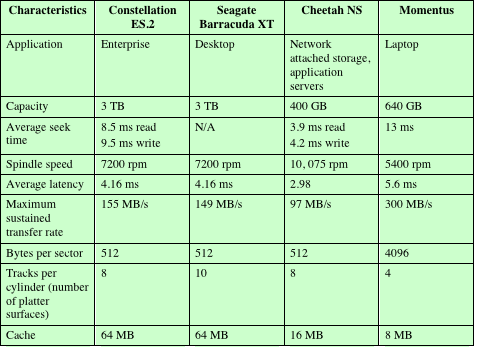 Characteristics Constellation ES.2 Seagate Barracuda XT Cheetah NS Momentus
Application Enterprise Desktop Network attached storage, application servers Laptop
Capacity 3 TB 3 TB 400 GB 640 GB
Average seek time 8.5 ms read 9.5 ms write N/A 3.9 ms read 4.2 ms write 13 ms
Spindle speed 7200 rpm 7200 rpm 10, 075 rpm 5400 rpm
Average latency 4.16 ms 4.16 ms 2.98 5.6 ms
Maximum sustained transfer rate 155 MB/s 149 MB/s 97 MB/s 300 MB/s
Bytes per sector 512 512 512 4096
Tracks per cylinder (number of platter surfaces) 8 10 8 4
Cache 64 MB 64 MB 16 MB 8 MB